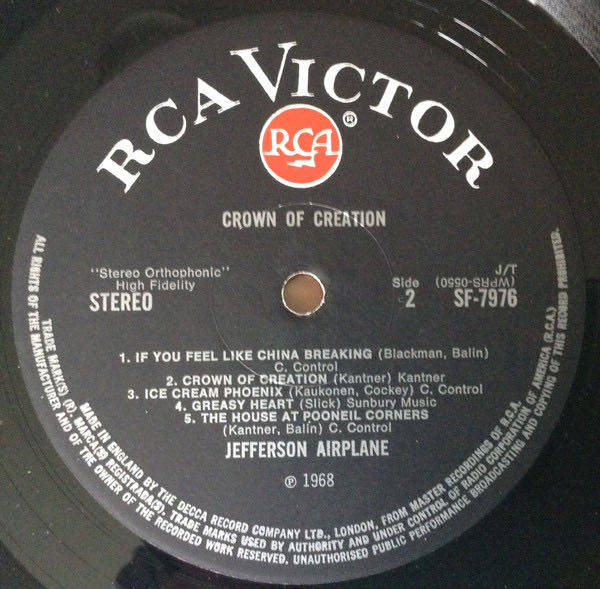 RCA VICTOR
RCA ®
CROWN OF CREATION
"Stereo Orthophonic"
High Fidelity
STEREO
J/T
(WPRS-0550)
Side
2
SF-7976
1. IF YOU FEEL LIKE CHINA BREAKING (Blackman, Balin)
C. Control
2. CROWN OF CREATION (Kantner) Kantner
3. ICE CREAM PHOENIX (Kaukonen, Cockey) C. Control
4. GREASY HEART (Slick) Sunbury Music
5. THE HOUSE AT POONEIL CORNERS
(Kantner, Balin) C. Control
JEFFERSON AIRPLANE
℗ 1968
TRADE MARK(S) (R). MARCA(S) REGISTRADA(S). TRADE MARKS USED BY AUTHORITY AND UNDER CONTROL OF RADIO CORPORATION OF AMERICA (R.C.A.)
MADE IN ENGLAND BY THE DECCA RECORD COMPANY LTD., LONDON, FROM MASTER RECORDINGS OF R.C.A.
ALL RIGHTS OF THE MANUFACTURER AND OF THE OWNER OF THE RECORDED WORK RESERVED. UNAUTHORISED PUBLIC PERFORMANCE BROADCASTING AND COPYING OF THIS RECORD PROHIBITED.